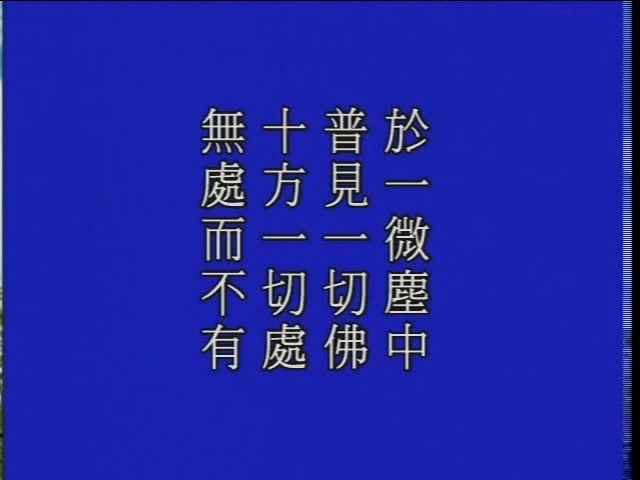 於一微塵中
普見一切佛
十方一切處
無處而不有